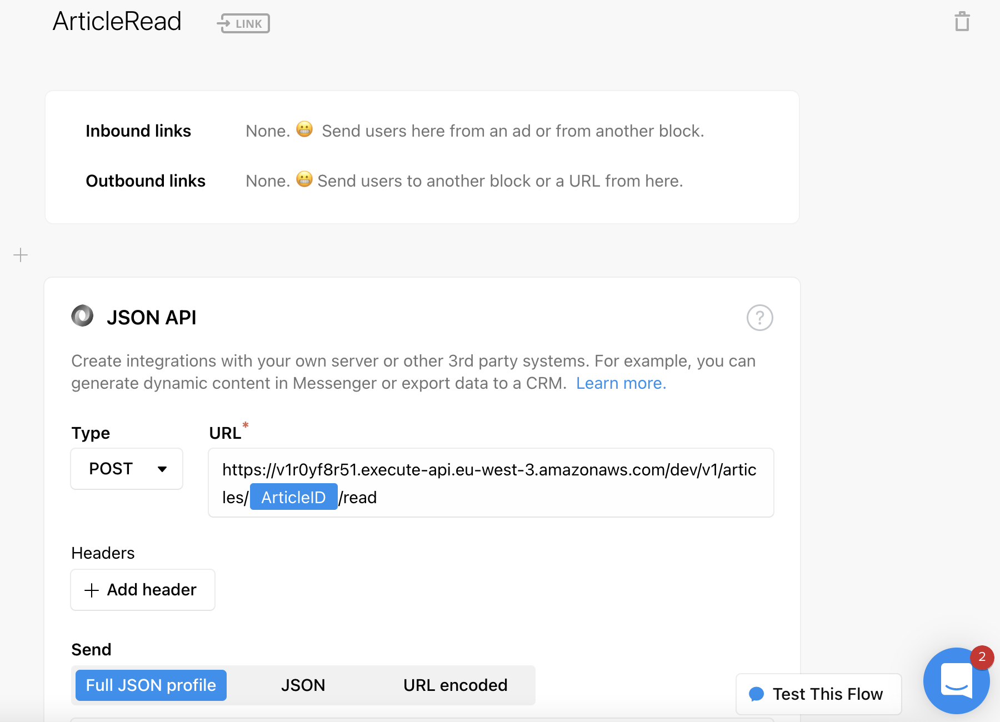 ArticleRead
LINK
Inbound links
None. 😬 Send users here from an ad or from another block.
Outbound links
None. 😬 Send users to another block or a URL from here.
JSON API
?
Create integrations with your own server or other 3rd party systems. For example, you can
generate dynamic content in Messenger or export data to a CRM. Learn more.
Type
URL*
POST
https://v1r0yf8r51.execute-api.eu-west-3.amazonaws.com/dev/v1/artic
les/ ArticleID /read
Headers
+ Add header
Send
Full JSON profile
JSON
URL encoded
Test This Flow
2